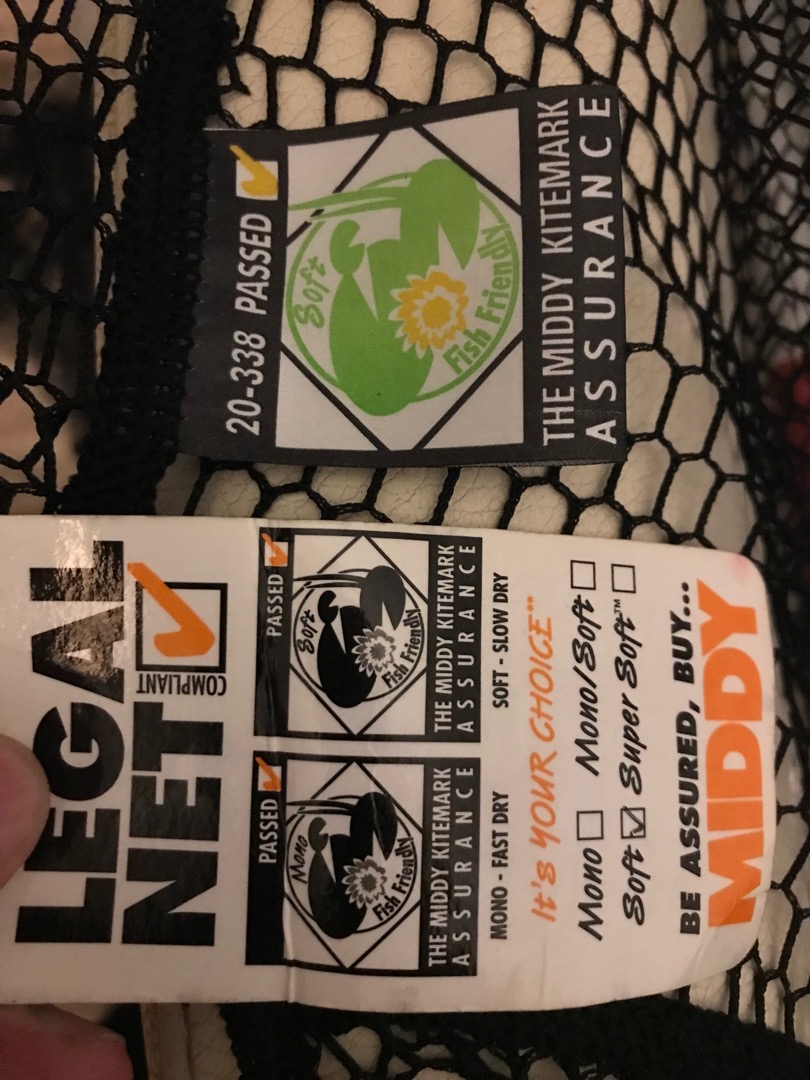 20-338 PASSED
Soft
Fish Friendly
THE MIDDY KITEMARK
ASSURANCE
LEGAL
NET
COMPLIANT
PASSED
Mono
Fish Friendly
THE MIDDY KITEMARK
ASSURANCE
MONO - FAST DRY
PASSED
Soft
Fish Friendly
THE MIDDY KITEMARK
ASSURANCE
SOFT - SLOW DRY
It's YOUR CHOICE"
Mono Mono/Soft
Soft Super Soft™
BE ASSURED, BUY...
MIDDY